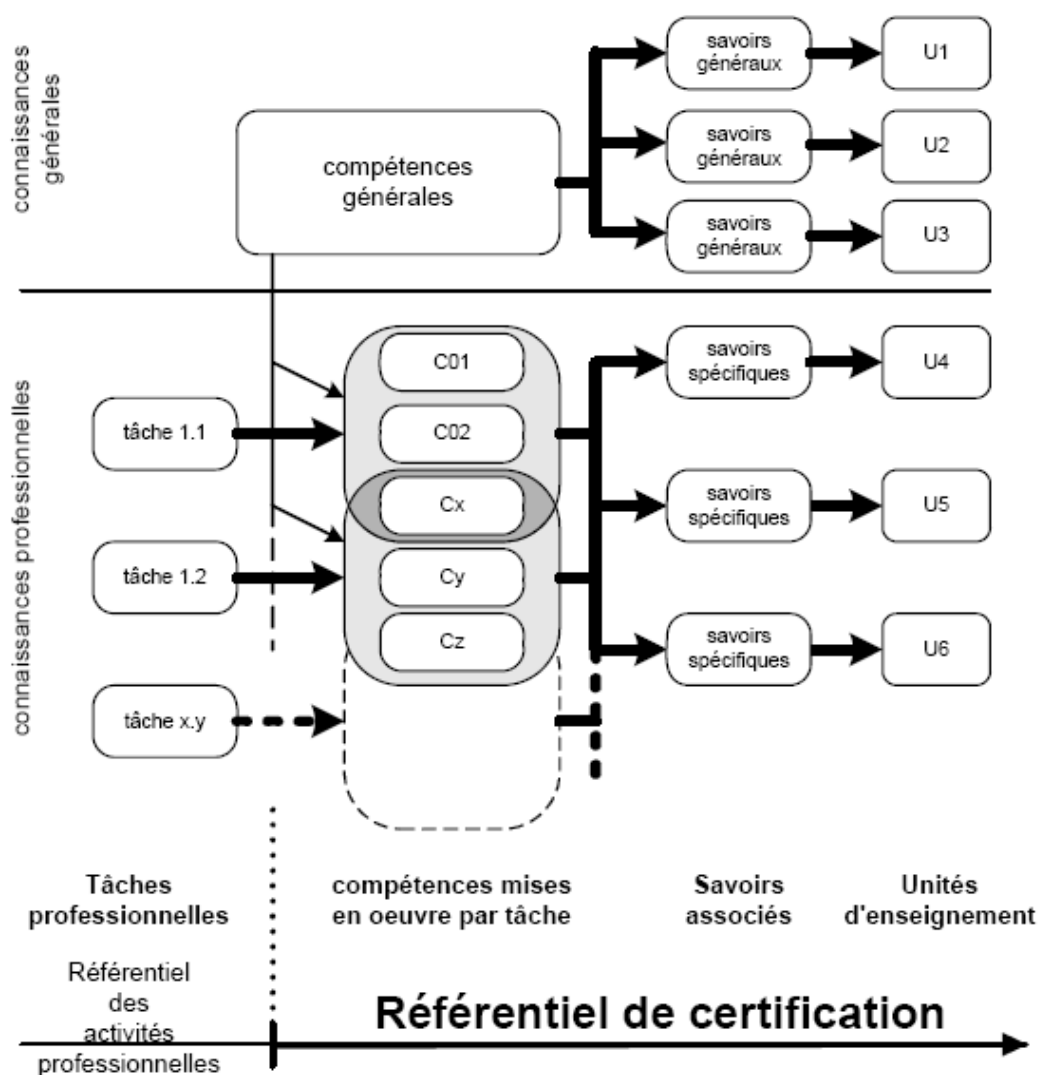 connaissances
générales
compétences
générales
savoirs
généraux
U1
savoirs
généraux
U2
savoirs
généraux
U3
connaissances professionnelles
tâche 1.1
tâche 1.2
tâche x.y
C01
C02
Cx
Cy
Cz
savoirs
spécifiques
U4
savoirs
spécifiques
U5
savoirs
spécifiques
U6
Tâches
professionnelles
compétences mises
en oeuvre par tâche
Savoirs
associés
Unités
d'enseignement
Référentiel
des
activités
professionnelles
Référentiel de certification